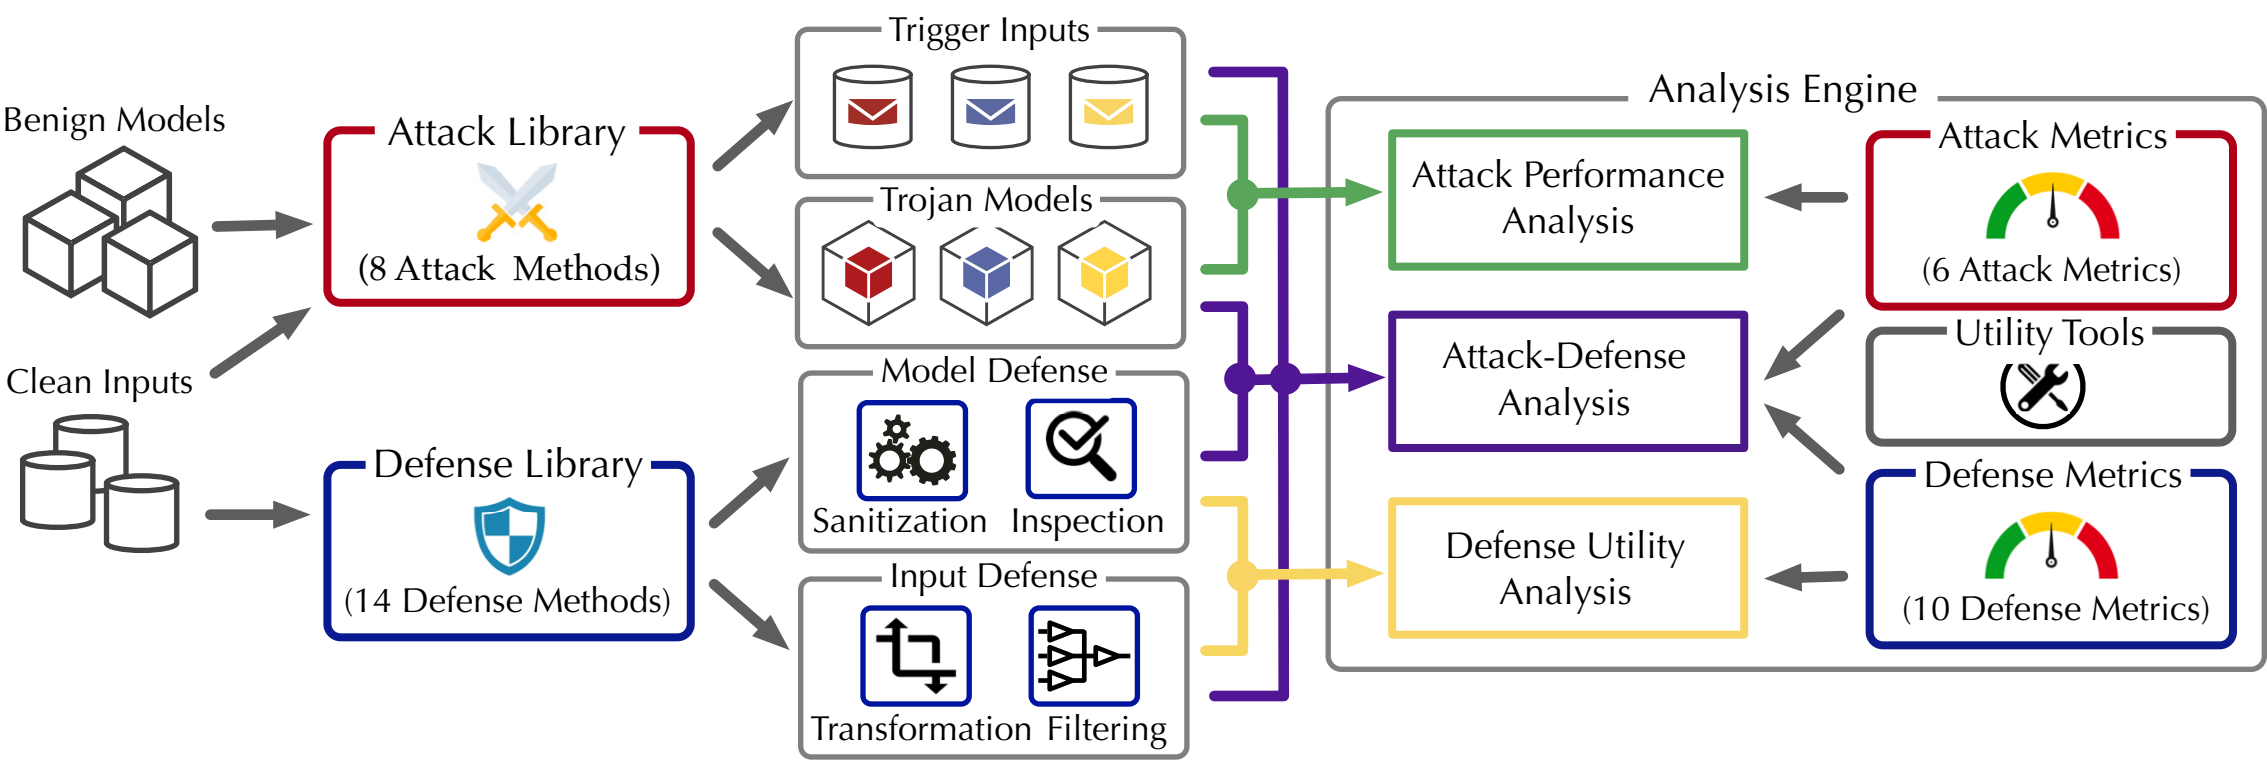 Benign Models
Clean Inputs
Attack Library
(8 Attack Methods)
Defense Library
(14 Defense Methods)
Trigger Inputs
Trojan Models
Model Defense
Sanitization Inspection
Input Defense
Transformation Filtering
Analysis Engine
Attack Performance
Analysis
Attack-Defense
Analysis
Defense Utility
Analysis
Attack Metrics
(6 Attack Metrics)
Utility Tools
Defense Metrics
(10 Defense Metrics)